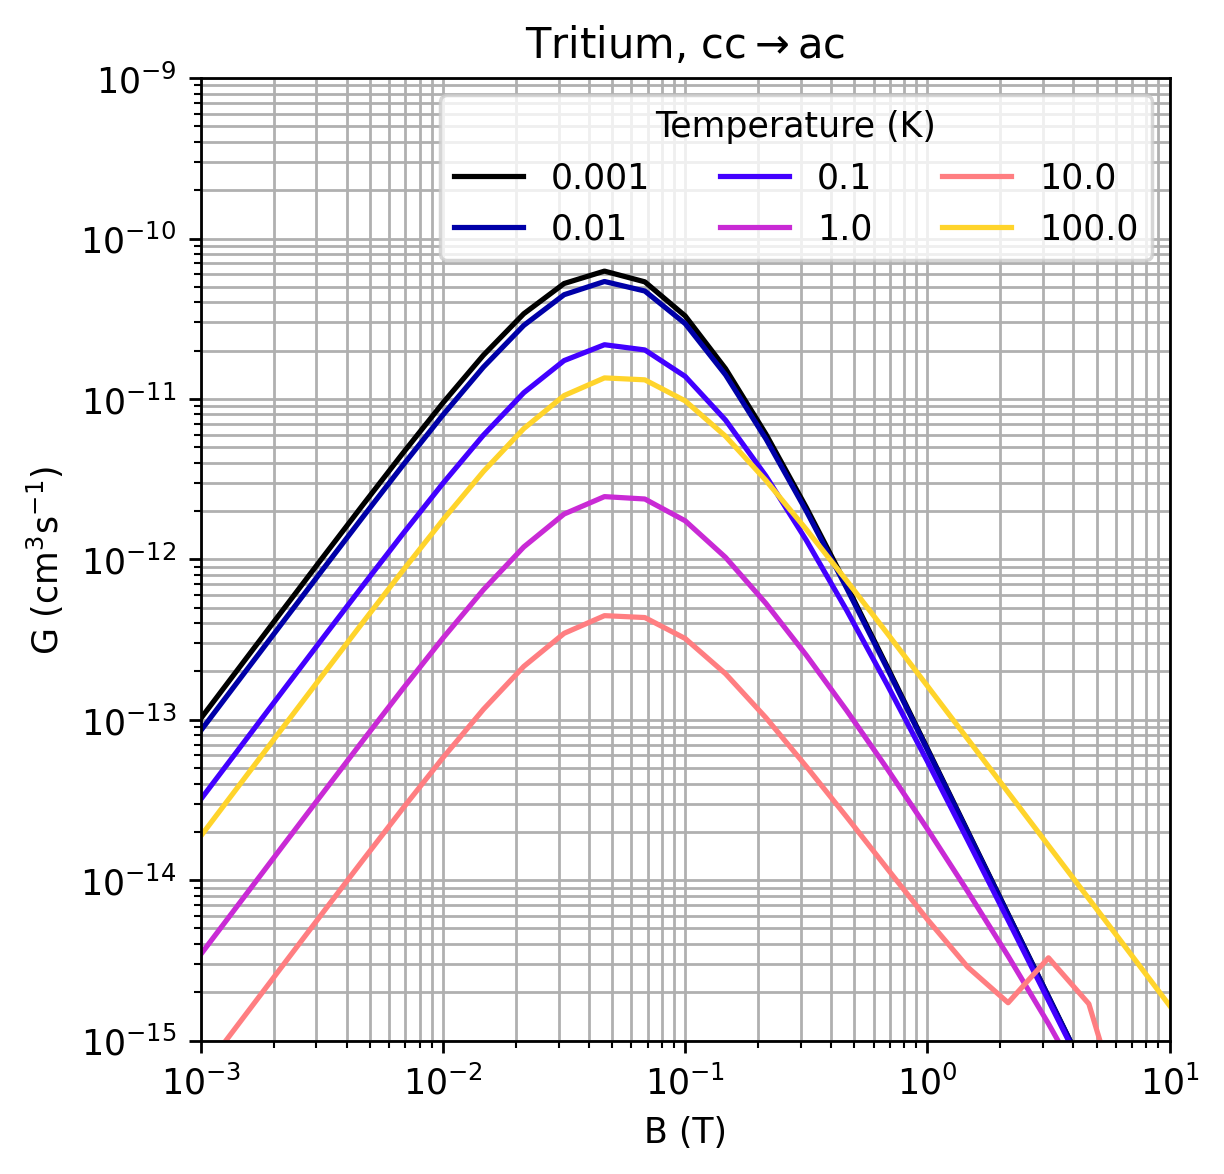 Tritium, cc→ac
Temperature (K)
0.001 0.1 10.0
0.01 1.0 100.0
G (cm³s⁻¹)
10⁻⁹
10⁻¹⁰
10⁻¹¹
10⁻¹²
10⁻¹³
10⁻¹⁴
10⁻¹⁵
10⁻³ 10⁻² 10⁻¹ 10⁰ 10¹
B (T)